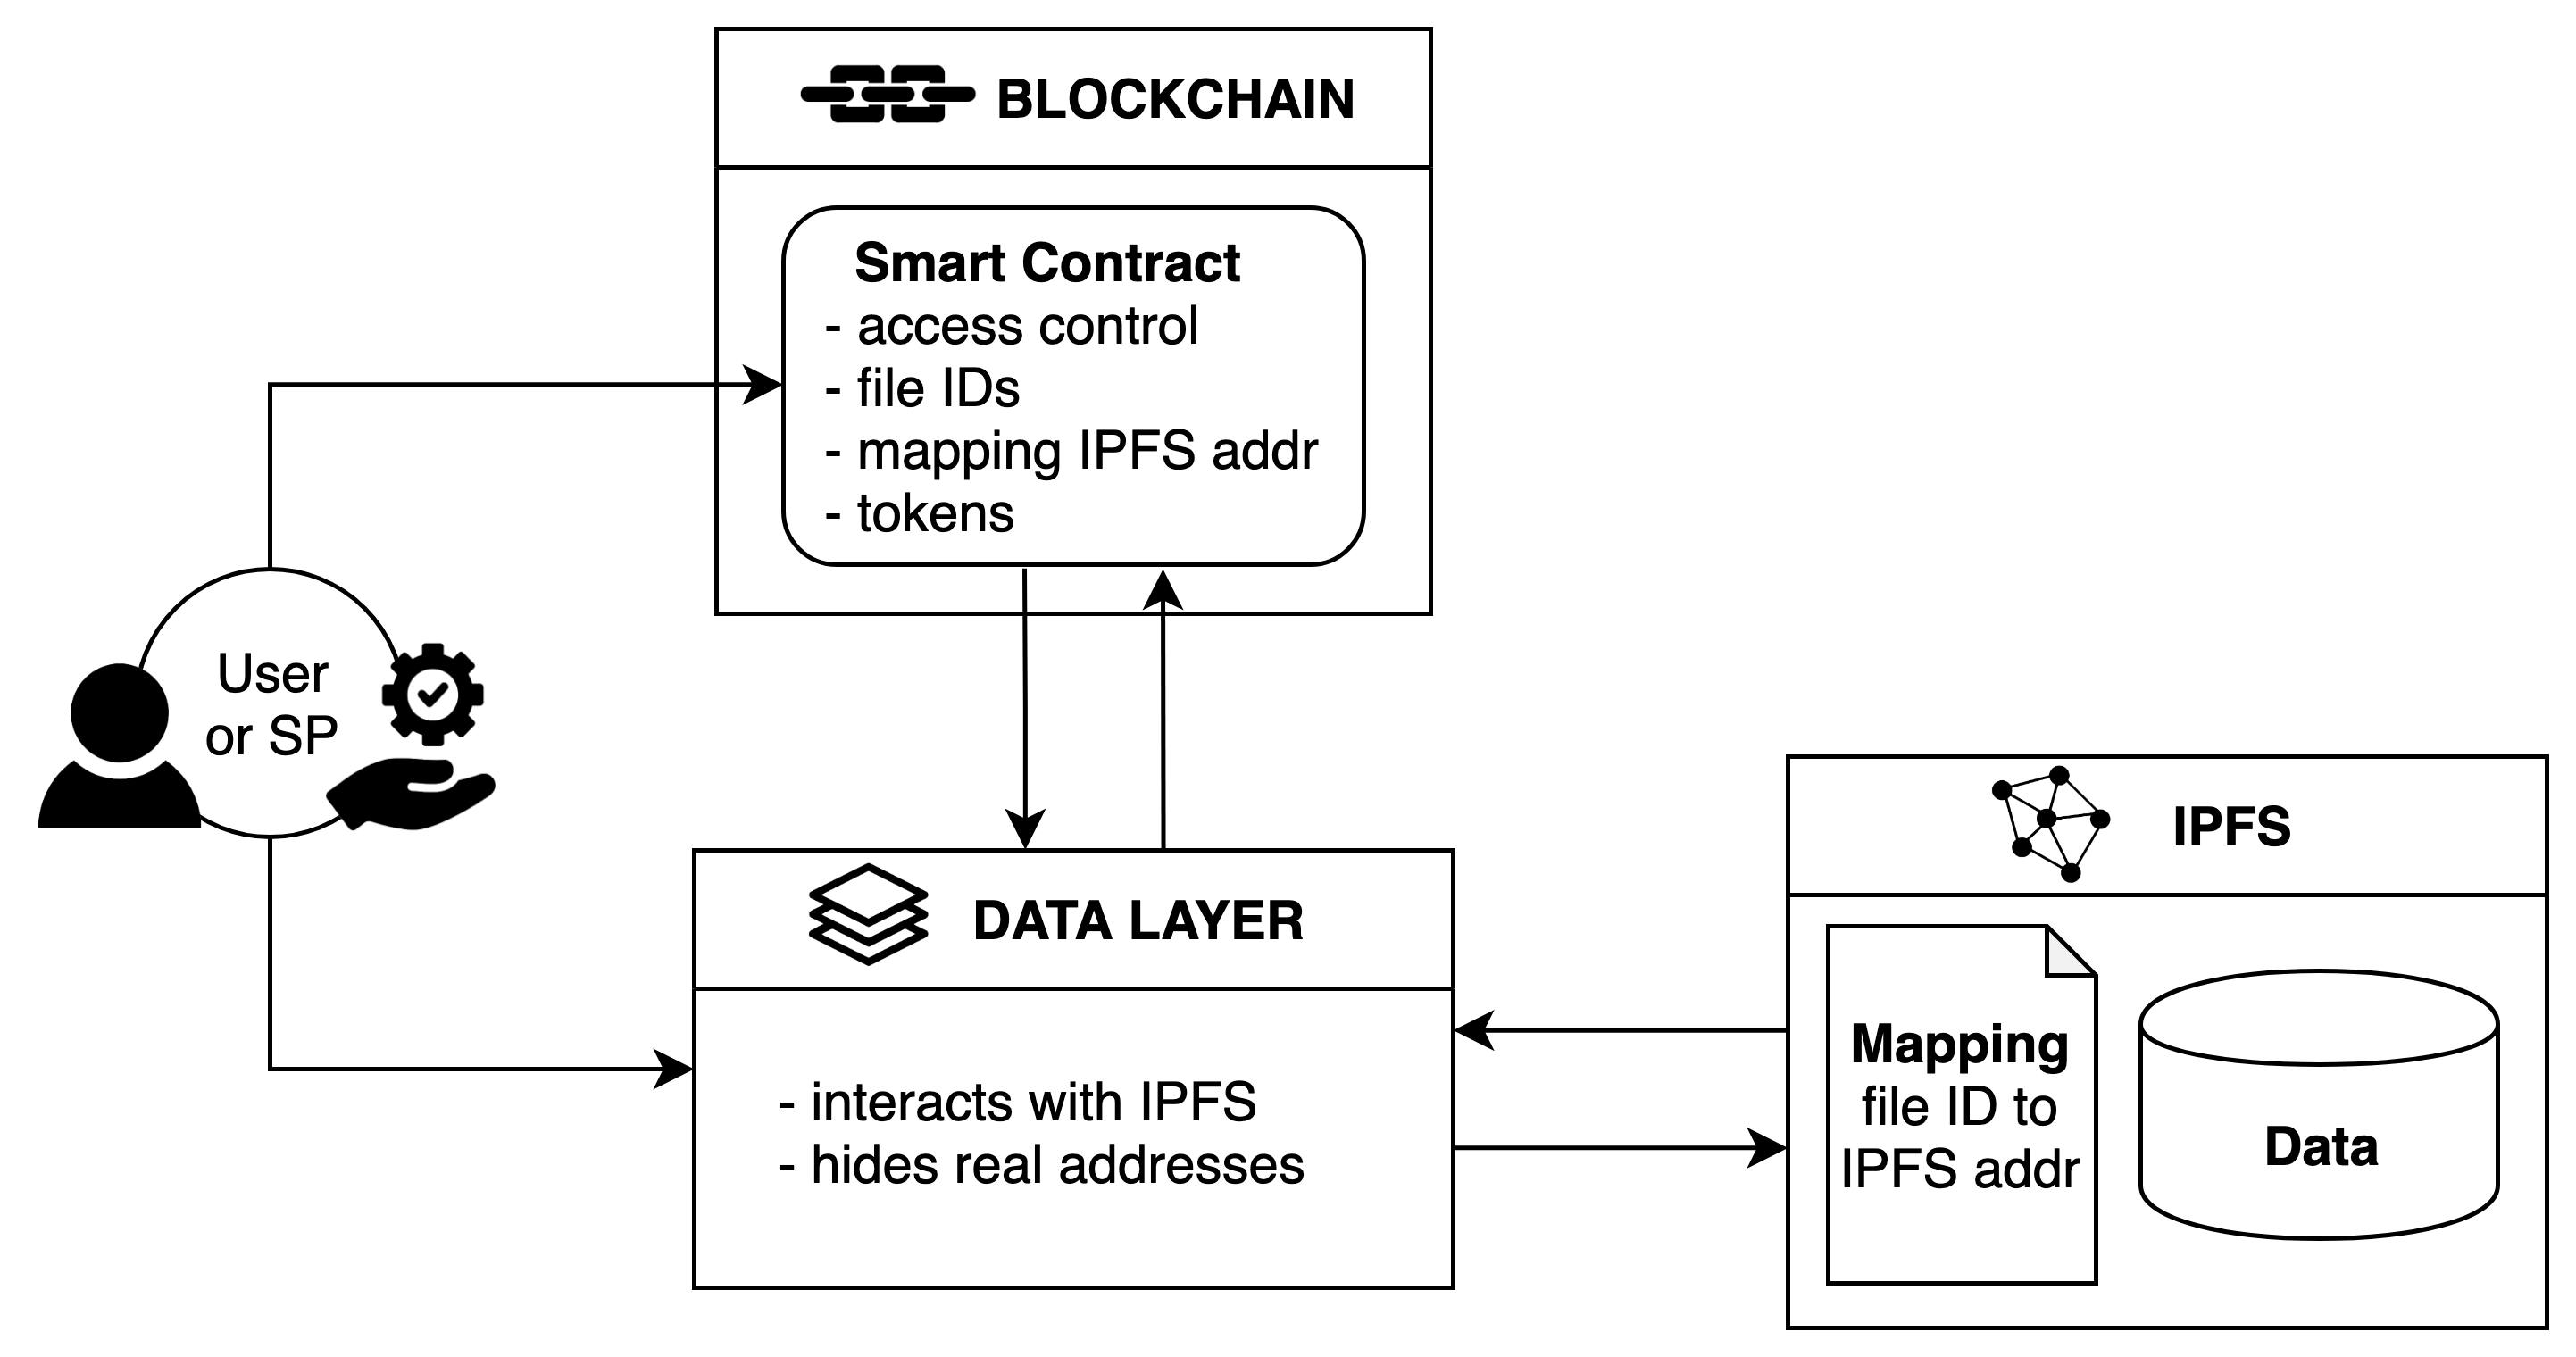 BLOCKCHAIN
Smart Contract
- access control
- file IDs
- mapping IPFS addr
- tokens
User
or SP
DATA LAYER
- interacts with IPFS
- hides real addresses
IPFS
Mapping
file ID to
IPFS addr
Data